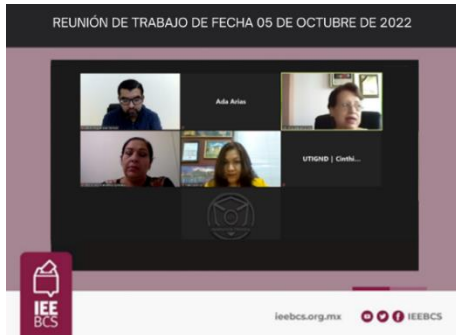 REUNIÓN DE TRABAJO DE FECHA 05 DE OCTUBRE DE 2022
Ada Arias
UTIGND | Cinthi...
IEE
BCS
ieebcs.org.mx
IEEBCS